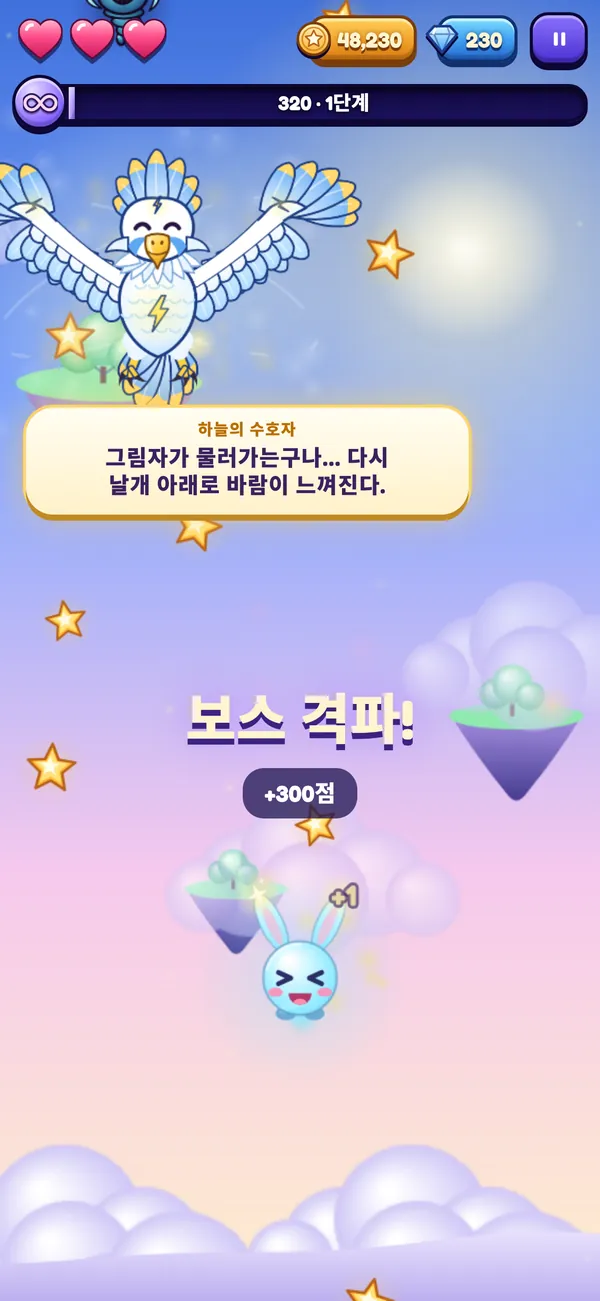 48,230
230
320 · 1단계
하늘의 수호자
그림자가 물러가는구나... 다시
날개 아래로 바람이 느껴진다.
보스 격파!
+300점
+1